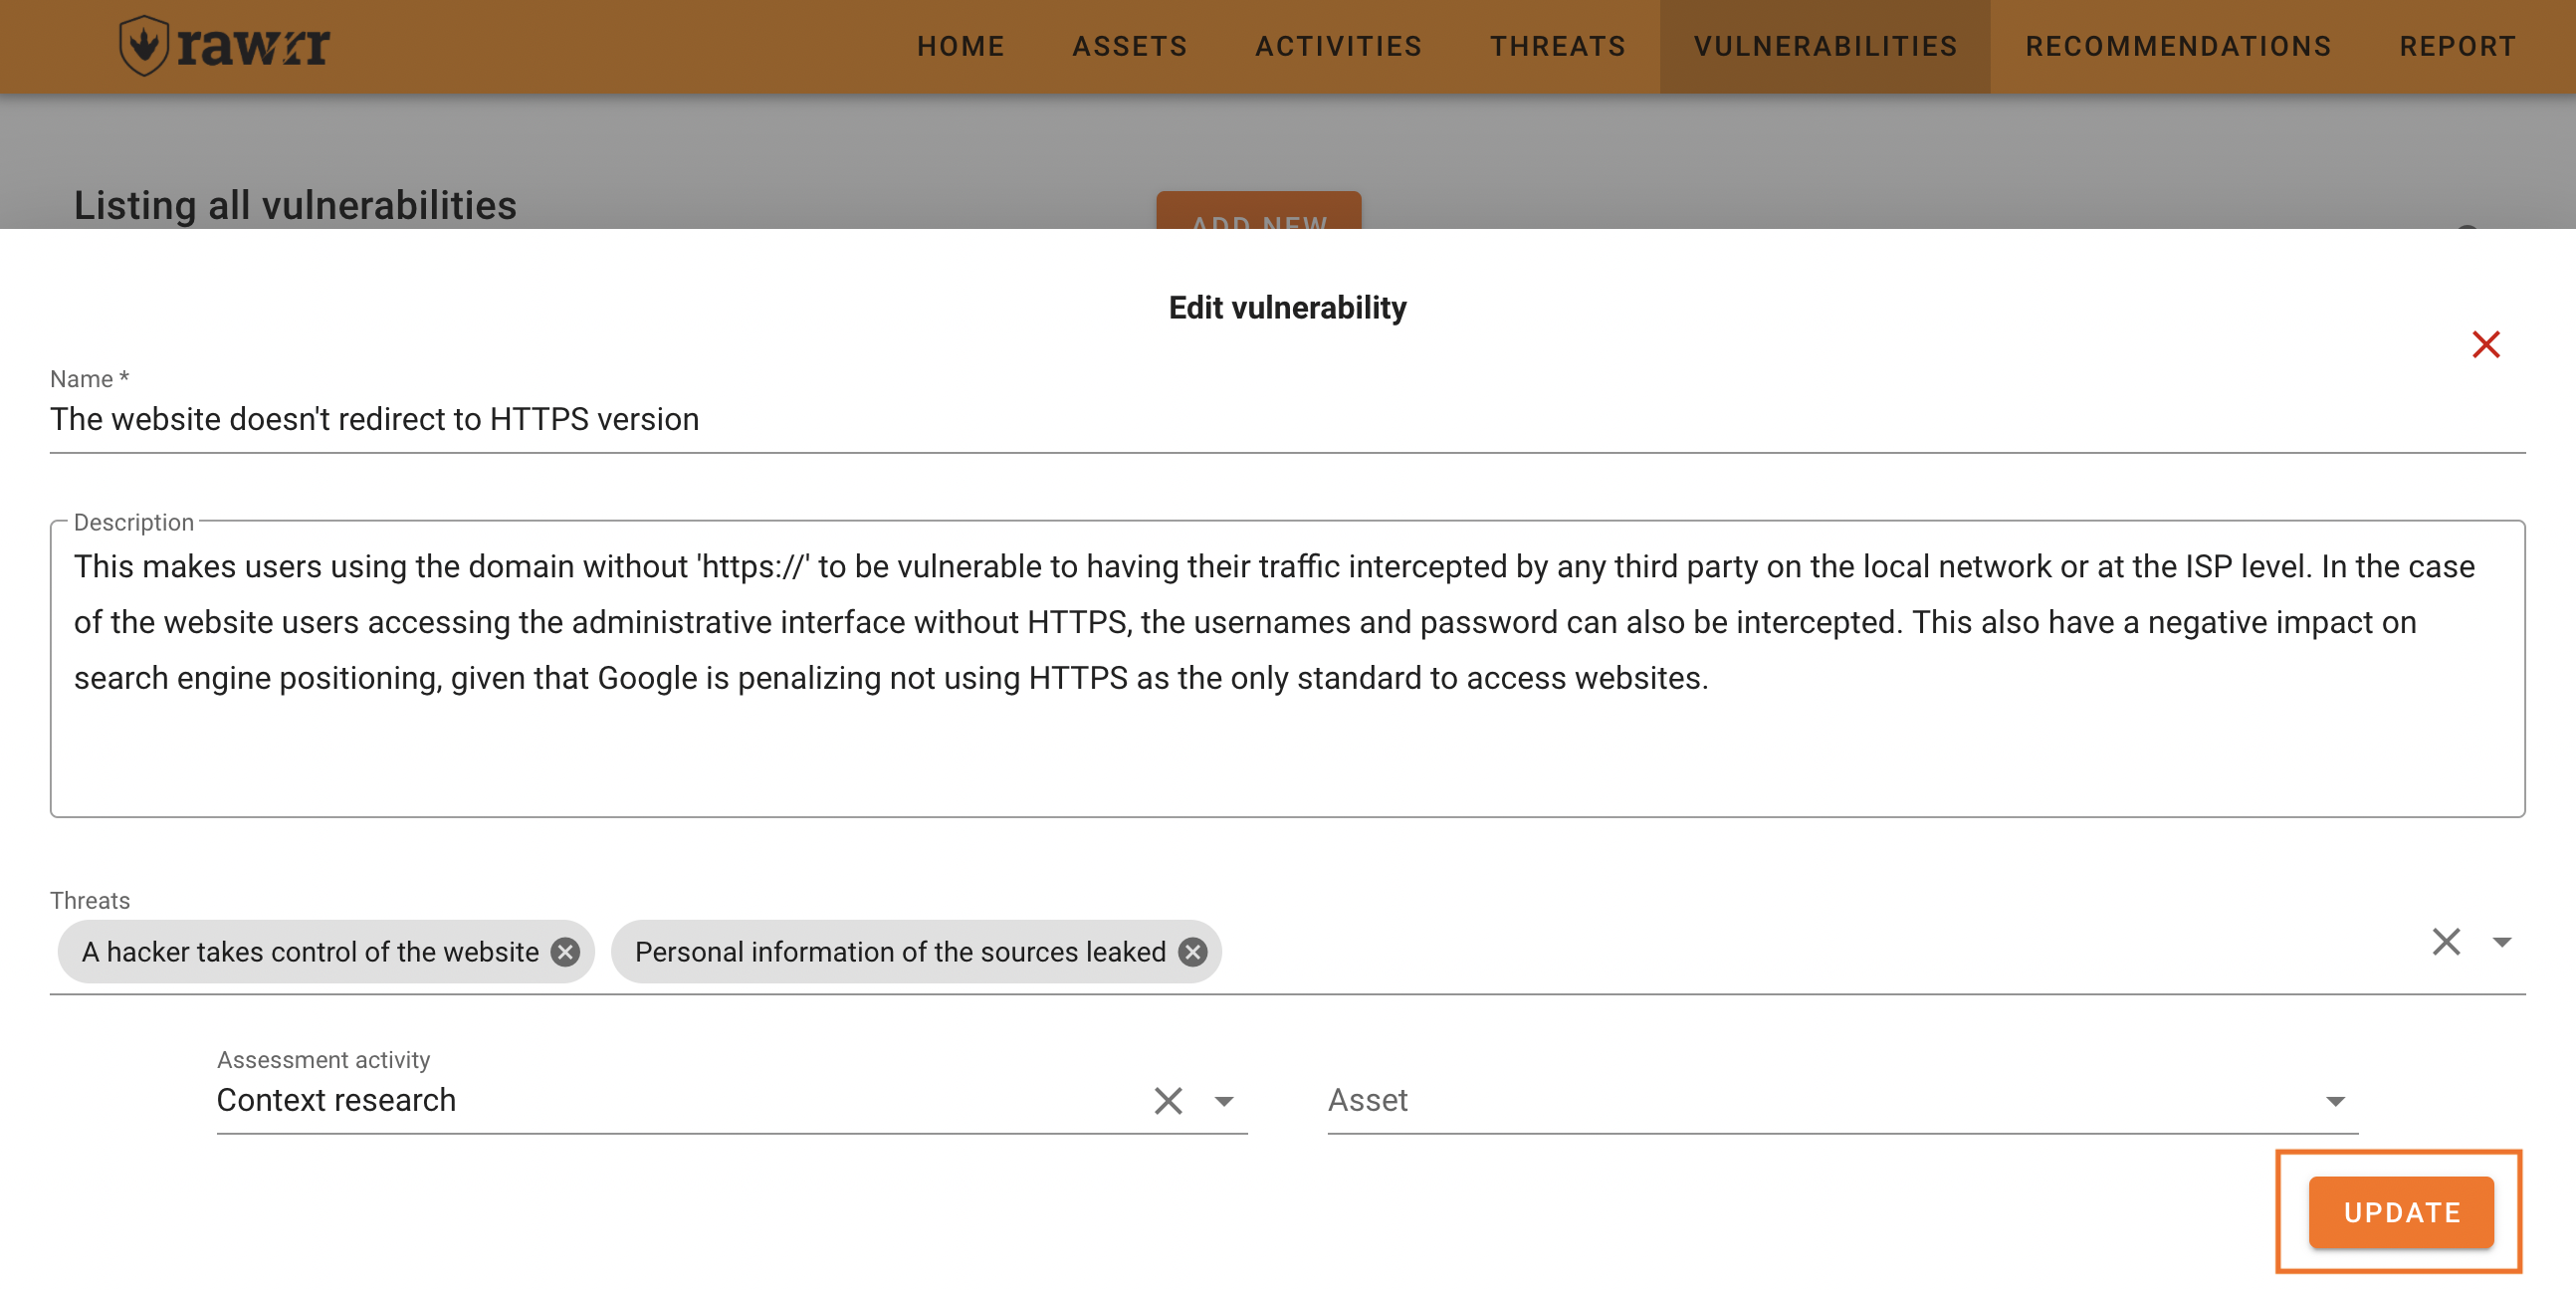 rawrr
HOME ASSETS ACTIVITIES THREATS VULNERABILITIES RECOMMENDATIONS REPORT
Listing all vulnerabilities
ADD NEW
Edit vulnerability
Name *
The website doesn't redirect to HTTPS version
Description
This makes users using the domain without 'https://' to be vulnerable to having their traffic intercepted by any third party on the local network or at the ISP level. In the case
of the website users accessing the administrative interface without HTTPS, the usernames and password can also be intercepted. This also have a negative impact on
search engine positioning, given that Google is penalizing not using HTTPS as the only standard to access websites.
Threats
A hacker takes control of the website Personal information of the sources leaked
Assessment activity
Context research
Asset
UPDATE